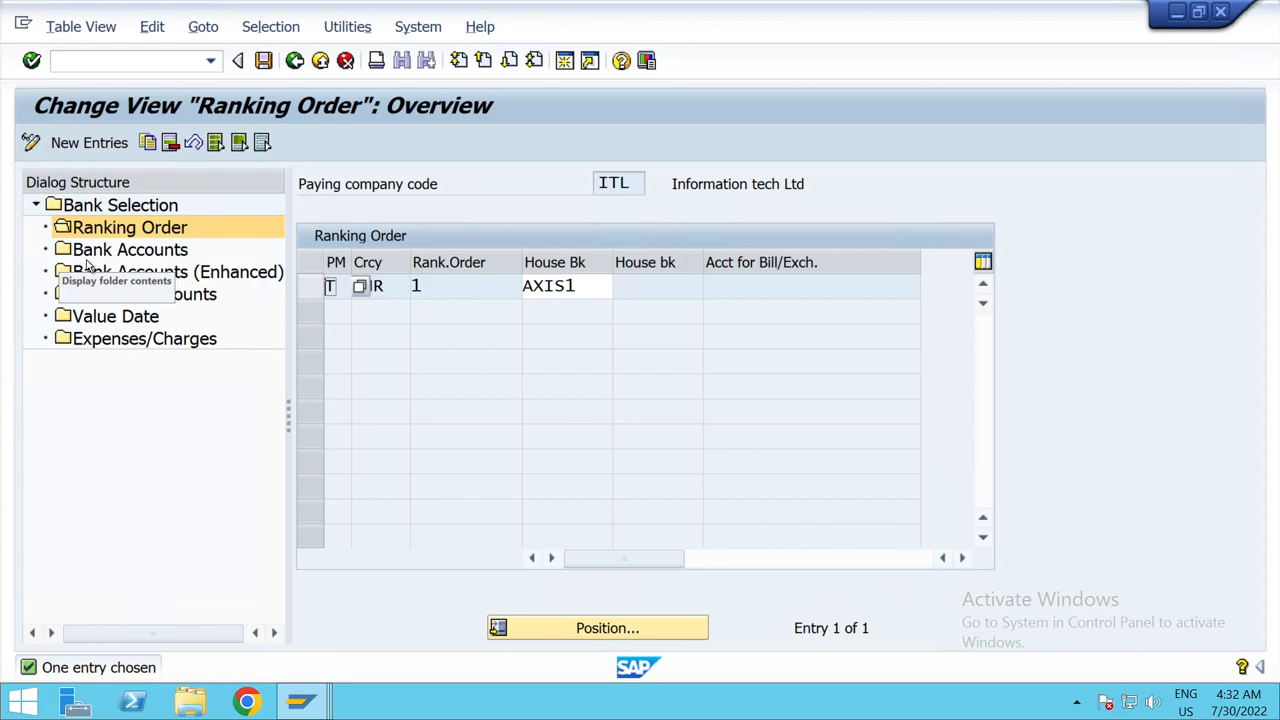 Table View Edit Goto Selection Utilities System Help
Change View "Ranking Order": Overview
New Entries
Dialog Structure
Bank Selection
Ranking Order
Bank Accounts
Bank Accounts (Enhanced)
Display folder contents
counts
Value Date
Expenses/Charges
Paying company code ITL Information tech Ltd
Ranking Order
PM Crcy Rank.Order House Bk House bk Acct for Bill/Exch.
T R 1 AXIS1
Position... Entry 1 of 1
Activate Windows
Go to System in Control Panel to activate
Windows.
One entry chosen
SAP
ENG 4:32 AM
US 7/30/2022